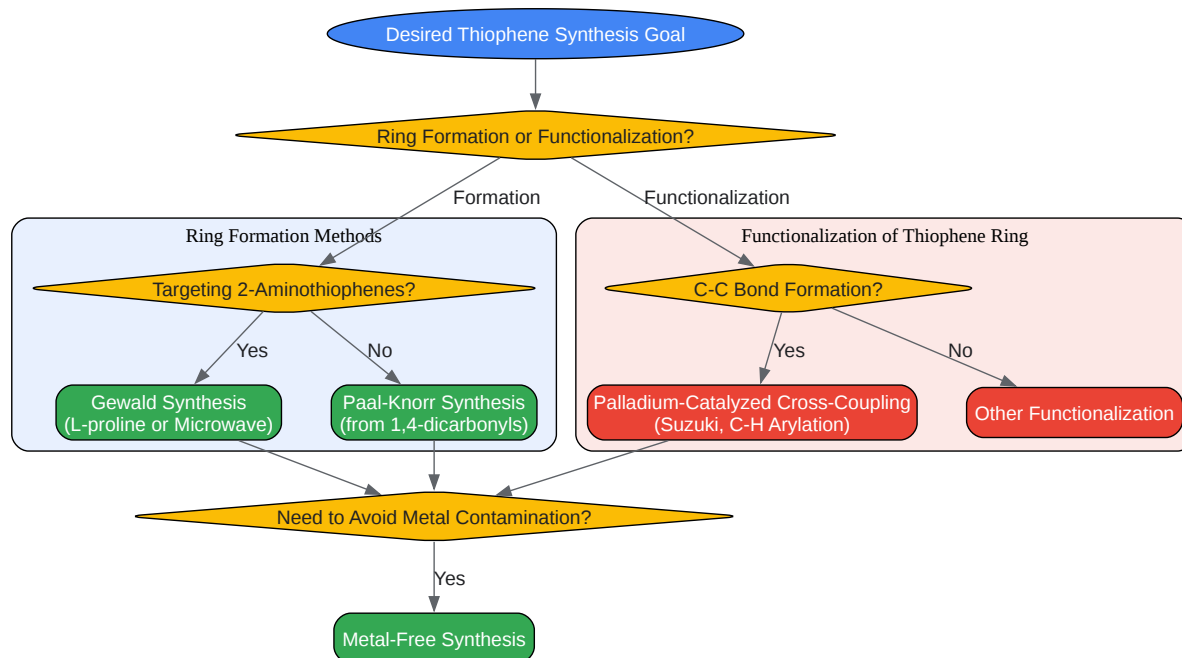 Desired Thiophene Synthesis Goal
Ring Formation or Functionalization?
Formation
Functionalization
Ring Formation Methods
Functionalization of Thiophene Ring
Targeting 2-Aminothiophenes?
C-C Bond Formation?
Yes
No
Yes
No
Gewald Synthesis
(L-proline or Microwave)
Paal-Knorr Synthesis
(from 1,4-dicarbonyls)
Palladium-Catalyzed Cross-Coupling
(Suzuki, C-H Arylation)
Other Functionalization
Need to Avoid Metal Contamination?
Yes
Metal-Free Synthesis